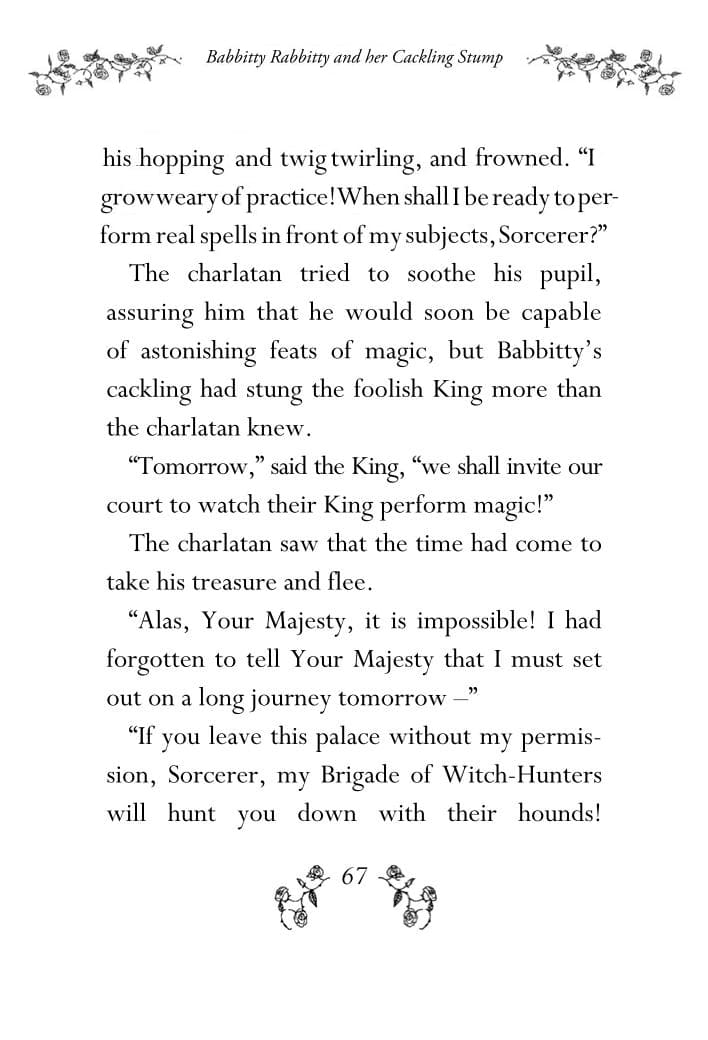 Babbitty Rabbitty and her Cackling Stump
his hopping and twig twirling, and frowned. “I
grow weary of practice! When shall I be ready to per-
form real spells in front of my subjects, Sorcerer?”
The charlatan tried to soothe his pupil,
assuring him that he would soon be capable
of astonishing feats of magic, but Babbitty’s
cackling had stung the foolish King more than
the charlatan knew.
“Tomorrow,” said the King, “we shall invite our
court to watch their King perform magic!”
The charlatan saw that the time had come to
take his treasure and flee.
“Alas, Your Majesty, it is impossible! I had
forgotten to tell Your Majesty that I must set
out on a long journey tomorrow –”
“If you leave this palace without my permis-
sion, Sorcerer, my Brigade of Witch-Hunters
will hunt you down with their hounds!
67